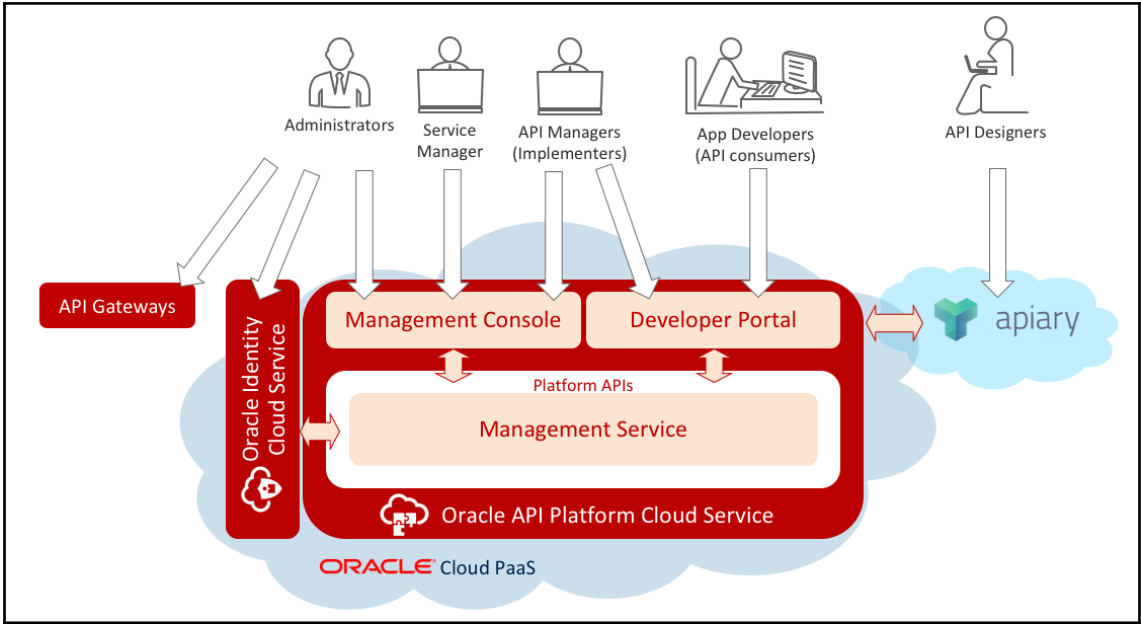 Administrators
Service
Manager
API Managers
(Implementers)
App Developers
(API consumers)
API Designers
API Gateways
Oracle Identity
Cloud Service
Management Console
Developer Portal
apiary
Platform APIs
Management Service
Oracle API Platform Cloud Service
ORACLE Cloud PaaS